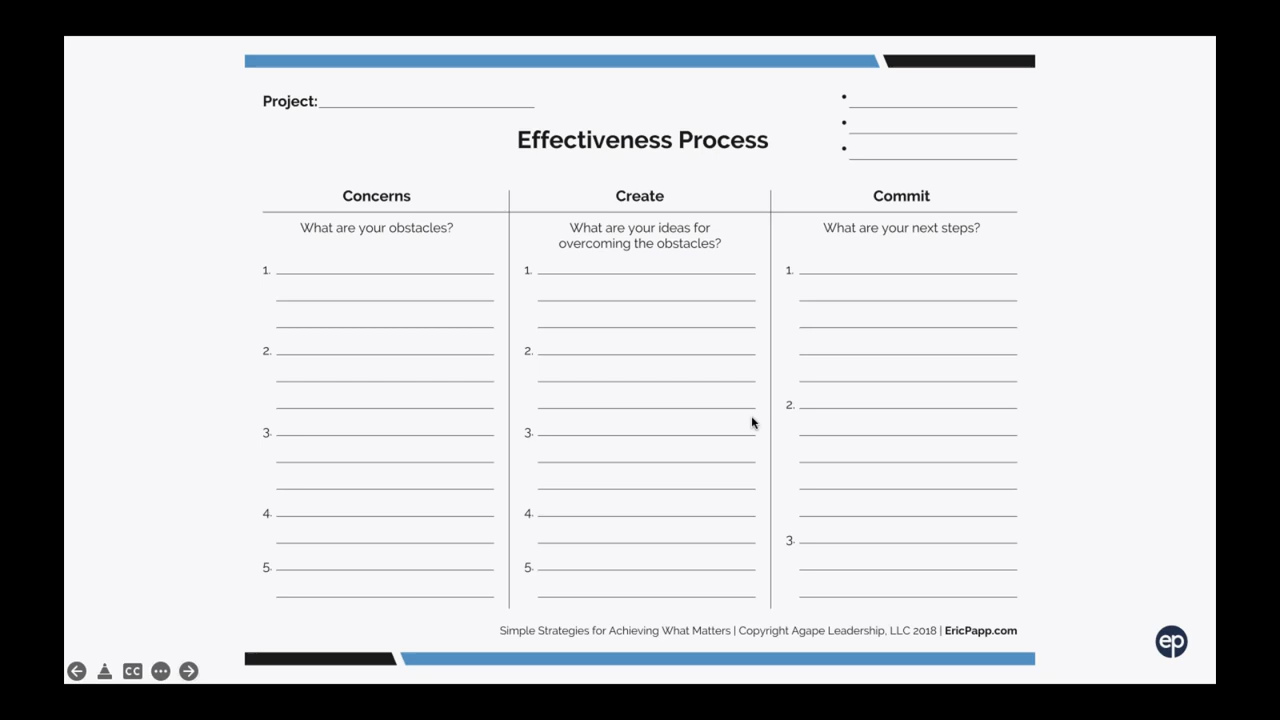 Project:
•
•
•
Effectiveness Process
Concerns
Create
Commit
What are your obstacles?
What are your ideas for
overcoming the obstacles?
What are your next steps?
1.
2.
3.
4.
5.
1.
2.
3.
4.
5.
1.
2.
3.
Simple Strategies for Achieving What Matters | Copyright Agape Leadership, LLC 2018 | EricPapp.com
ep
CC